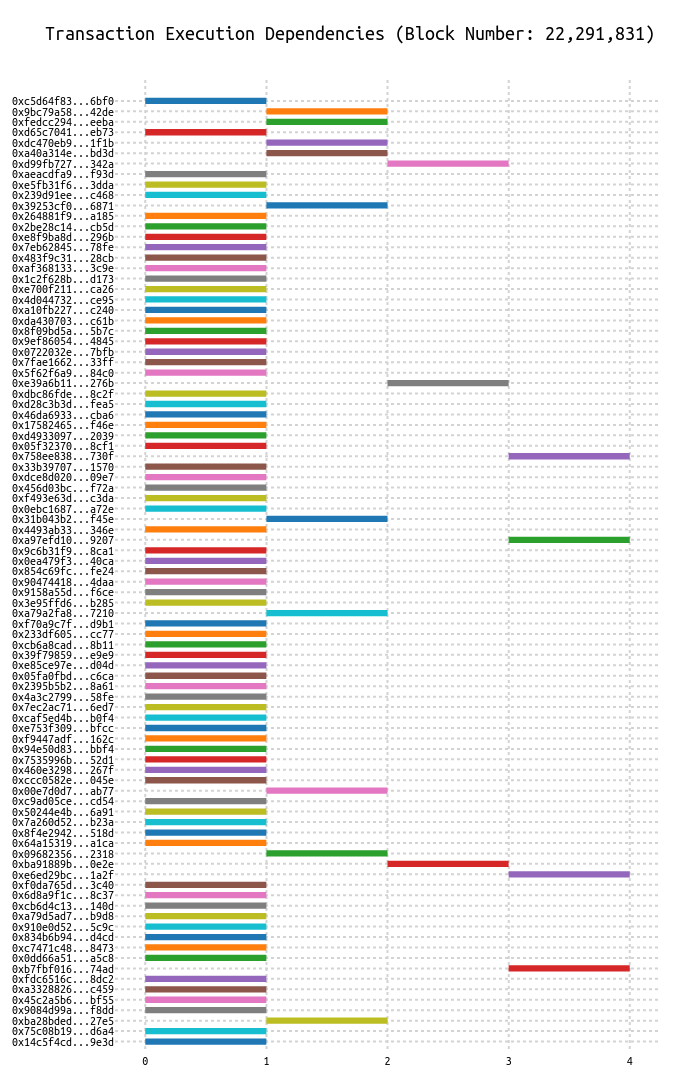 Transaction Execution Dependencies (Block Number: 22,291,831)
0xc5d64f83...6bf0
0x9bc79a58...42de
0xfedcc294...eeba
0xd65c7041...eb73
0xdc470eb9...1f1b
0xa40a314e...bd3d
0xd99fb727...342a
0xaeacdfa9...f93d
0xe5fb31f6...3dda
0x239d91ee...c468
0x39253cf0...6871
0x264881f9...a185
0x2be28c14...cb5d
0xe8f9ba8d...296b
0x7eb62845...78fe
0x483f9c31...28cb
0xaf368133...3c9e
0x1c2f628b...d173
0xe700f211...ca26
0x4d044732...ce95
0xa10fb227...c240
0xda430703...c61b
0x8f09bd5a...5b7c
0x9ef86054...4845
0x0722032e...7bfb
0x7fae1662...33ff
0x5f62f6a9...84c0
0xe39a6b11...276b
0xdbc86fde...8c2f
0xd28c3b3d...fea5
0x46da6933...cba6
0x17582465...f46e
0xd4933097...2039
0x05f32370...8cf1
0x758ee838...730f
0x33b39707...1570
0xdce8d020...09e7
0x456d03bc...f72a
0xf493e63d...c3da
0x0ebc1687...a72e
0x31b043b2...f45e
0x4493ab33...346e
0xa97efd10...9207
0x9c6b31f9...8ca1
0x0ea479f3...40ca
0x854c69fc...fe24
0x90474418...4daa
0x9158a55d...f6ce
0x3e95ffd6...b285
0xa79a2fa8...7210
0xf70a9c7f...d9b1
0x233df605...cc77
0xcb6a8cad...8b11
0x39f79859...e9e9
0xe85ce97e...d04d
0x05fa0fbd...c6ca
0x2395b5b2...8a61
0x4a3c2799...58fe
0x7ec2ac71...6ed7
0xcaf5ed4b...b0f4
0xe753f309...bfcc
0xf9447adf...162c
0x94e50d83...bbf4
0x7535996b...52d1
0x460e3298...267f
0xccc0582e...045e
0x00e7d0d7...ab77
0xc9ad05ce...cd54
0x50244e4b...6a91
0x7a260d52...b23a
0x8f4e2942...518d
0x64a15319...a1ca
0x09682356...2318
0xba91889b...0e2e
0xe6ed29bc...1a2f
0xf0da765d...3c40
0x6d8a9f1c...8c37
0xcb6d4c13...140d
0xa79d5ad7...b9d8
0x910e0d52...5c9c
0x834b6b94...d4cd
0xc7471c48...8473
0x0dd66a51...a5c8
0xb7fbf016...74ad
0xfdc6516c...8dc2
0xa3328826...c459
0x45c2a5b6...bf55
0x9084d99a...f8dd
0xba28bded...27e5
0x75c08b19...d6a4
0x14c5f4cd...9e3d
0 1 2 3 4